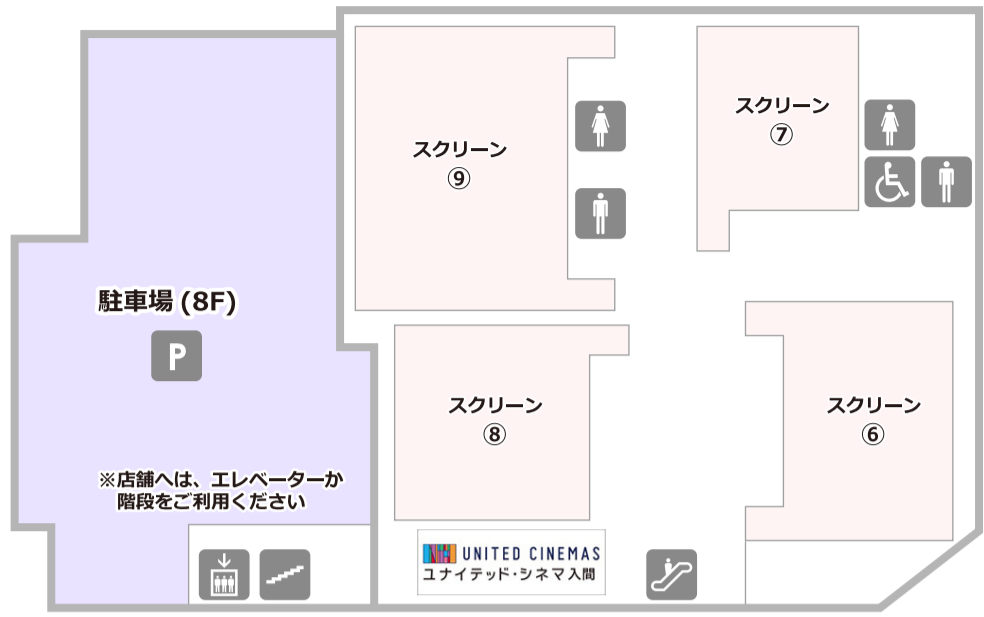 スクリーン
⑨
スクリーン
⑦
駐車場 (8F)
P
スクリーン
⑧
スクリーン
⑥
※店舗へは、エレベーターか
階段をご利用ください
UNITED CINEMAS
ユナイテッド・シネマ入間